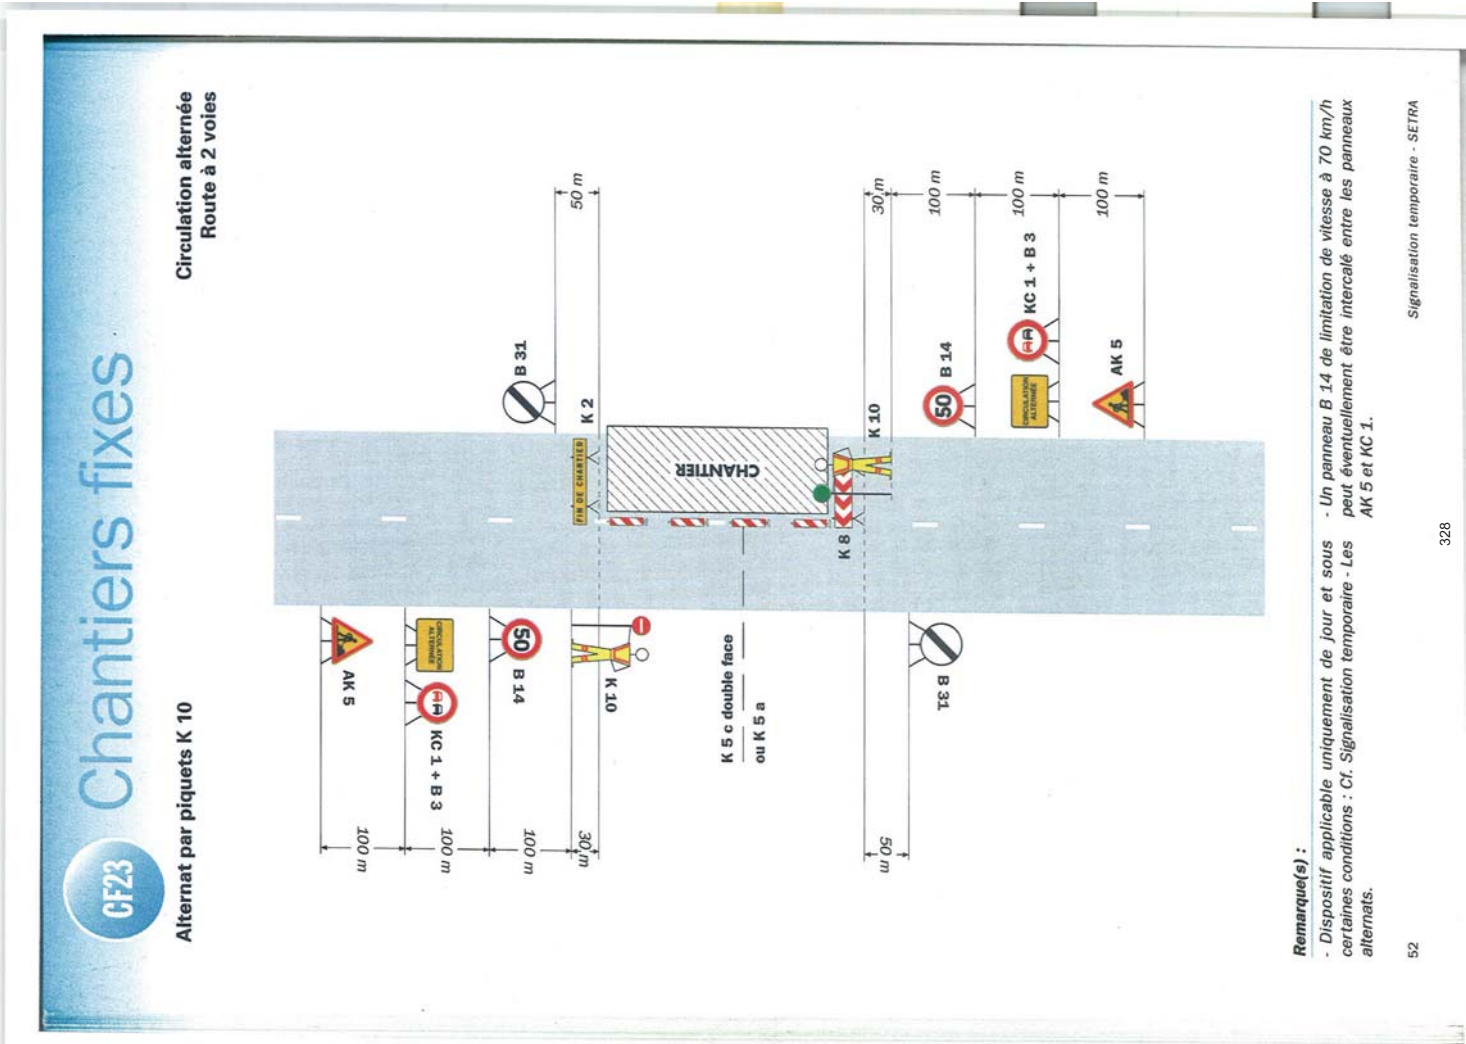 CF23 Chantiers fixes
Alternat par piquets K 10
Circulation alternée
Route à 2 voies
AK 5
100 m
CIRCULATION
ALTERNÉE
KC 1 + B 3
100 m
50
B 14
100 m
K 10
30 m
B 31
50 m
FIN DE CHANTIER
K 2
CHANTIER
K 5 c double face
ou K 5 a
K 8
K 10
30 m
B 31
50 m
50
B 14
100 m
CIRCULATION
ALTERNÉE
KC 1 + B 3
100 m
AK 5
100 m
Remarque(s) :
- Dispositif applicable uniquement de jour et sous
certaines conditions : Cf. Signalisation temporaire - Les
alternats.
- Un panneau B 14 de limitation de vitesse à 70 km/h
peut éventuellement être intercalé entre les panneaux
AK 5 et KC 1.
52
Signalisation temporaire - SETRA
328